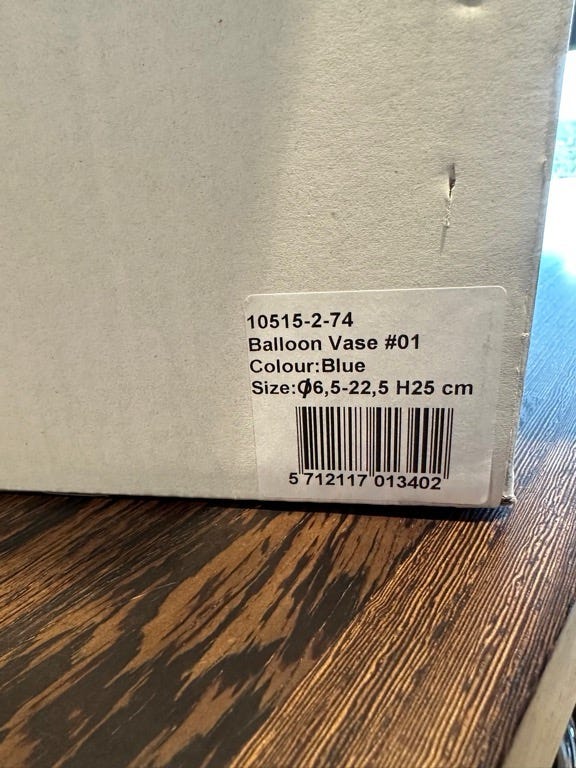 10515-2-74
Balloon Vase #01
Colour:Blue
Size:Ø6,5-22,5 H25 cm
5 712117 013402